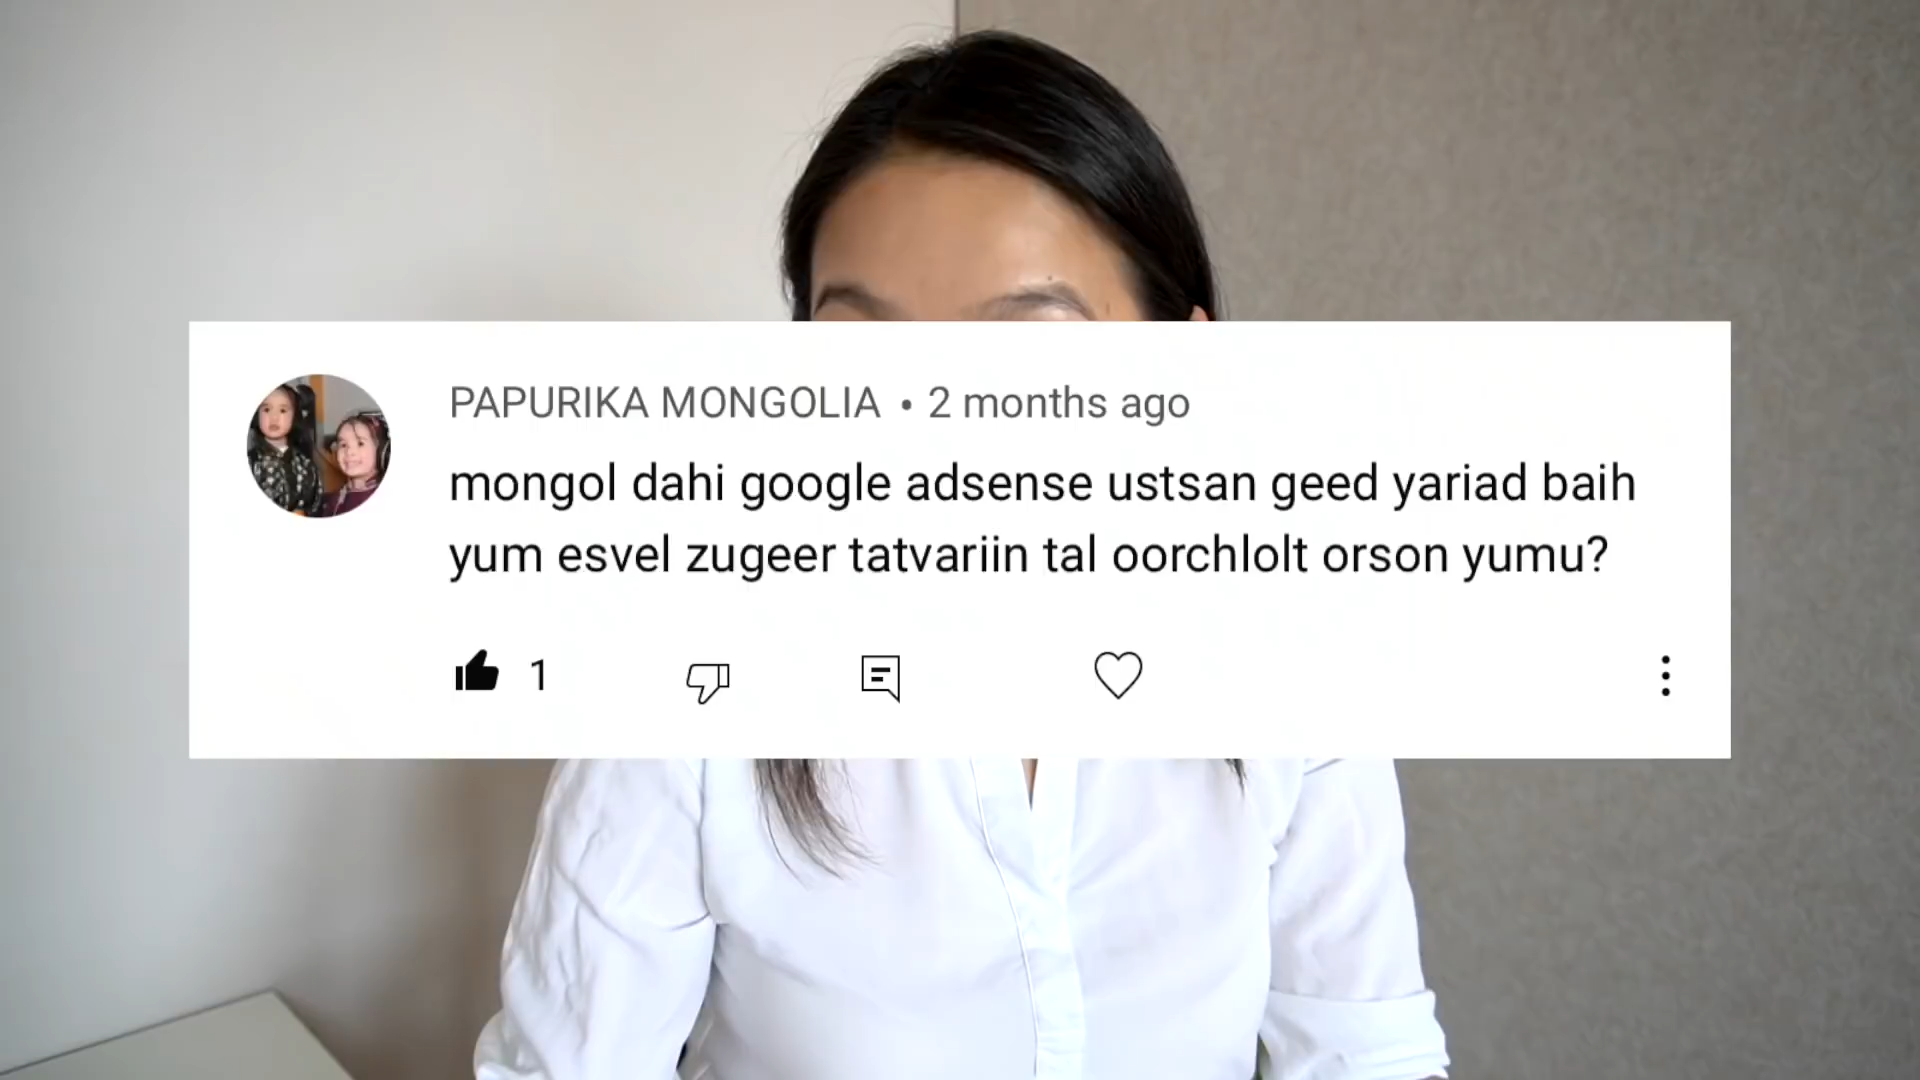 PAPURIKA MONGOLIA • 2 months ago
mongol dahi google adsense ustsan geed yariad baih
yum esvel zugeer tatvariin tal oorchlolt orson yumu?
1